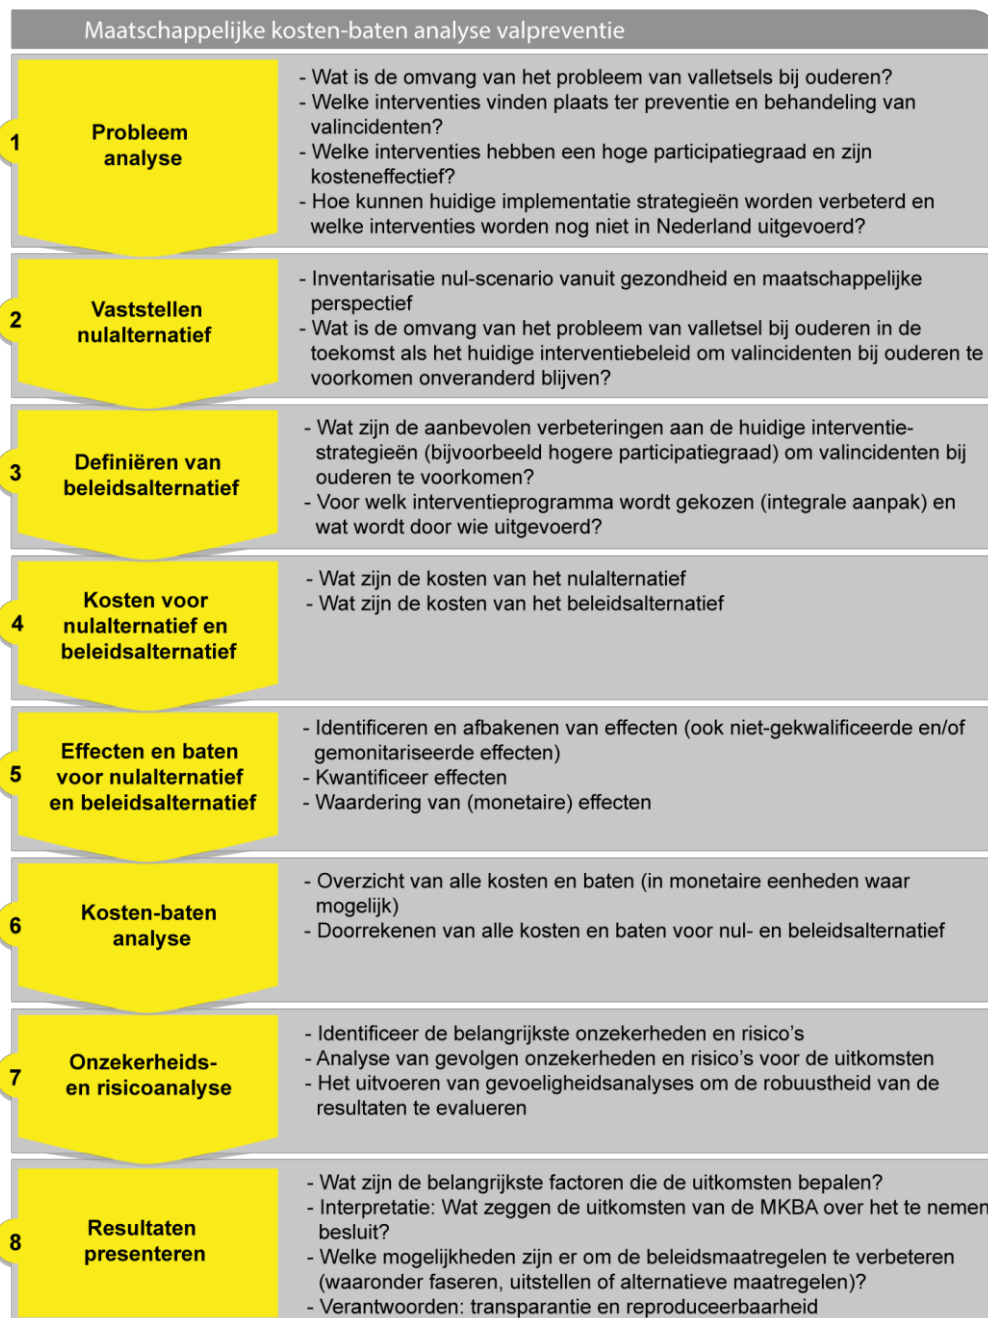 Maatschappelijke kosten-baten analyse valpreventie
1
Probleem
analyse
- Wat is de omvang van het probleem van valletsels bij ouderen?
- Welke interventies vinden plaats ter preventie en behandeling van
valincidenten?
- Welke interventies hebben een hoge participatiegraad en zijn
kosteneffectief?
- Hoe kunnen huidige implementatie strategieën worden verbeterd en
welke interventies worden nog niet in Nederland uitgevoerd?
2
Vaststellen
nulalternatief
- Inventarisatie nul-scenario vanuit gezondheid en maatschappelijke
perspectief
- Wat is de omvang van het probleem van valletsel bij ouderen in de
toekomst als het huidige interventiebeleid om valincidenten bij ouderen te
voorkomen onveranderd blijven?
3
Definiëren van
beleidsalternatief
- Wat zijn de aanbevolen verbeteringen aan de huidige interventie-
strategieën (bijvoorbeeld hogere participatiegraad) om valincidenten bij
ouderen te voorkomen?
- Voor welk interventieprogramma wordt gekozen (integrale aanpak) en
wat wordt door wie uitgevoerd?
4
Kosten voor
nulalternatief en
beleidsalternatief
- Wat zijn de kosten van het nulalternatief
- Wat zijn de kosten van het beleidsalternatief
5
Effecten en baten
voor nulalternatief
en beleidsalternatief
- Identificeren en afbakenen van effecten (ook niet-gekwalificeerde en/of
gemonitariseerde effecten)
- Kwantificeer effecten
- Waardering van (monetaire) effecten
6
Kosten-baten
analyse
- Overzicht van alle kosten en baten (in monetaire eenheden waar
mogelijk)
- Doorrekenen van alle kosten en baten voor nul- en beleidsalternatief
7
Onzekerheids-
en risicoanalyse
- Identificeer de belangrijkste onzekerheden en risico's
- Analyse van gevolgen onzekerheden en risico's voor de uitkomsten
- Het uitvoeren van gevoeligheidsanalyses om de robuustheid van de
resultaten te evalueren
8
Resultaten
presenteren
- Wat zijn de belangrijkste factoren die de uitkomsten bepalen?
- Interpretatie: Wat zeggen de uitkomsten van de MKBA over het te nemen
besluit?
- Welke mogelijkheden zijn er om de beleidsmaatregelen te verbeteren
(waaronder faseren, uitstellen of alternatieve maatregelen)?
- Verantwoorden: transparantie en reproduceerbaarheid